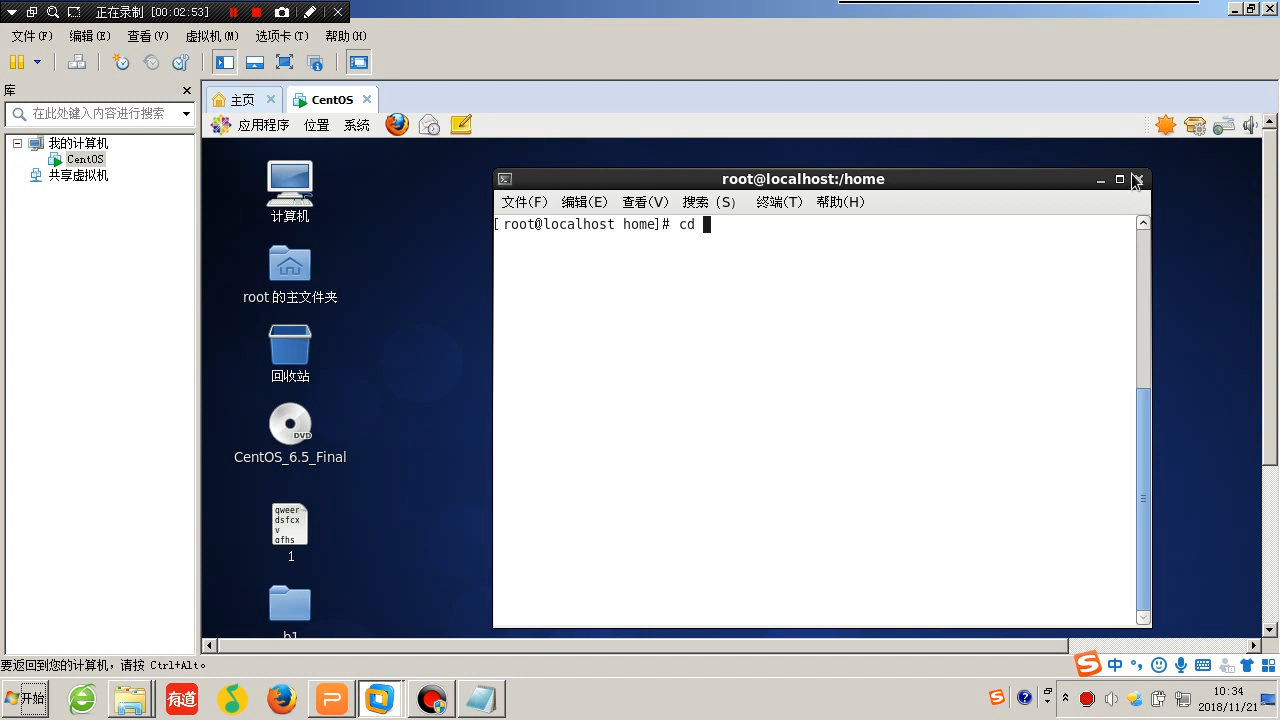 正在录制 [00:02:53]
文件(F) 编辑(E) 查看(V) 虚拟机(M) 选项卡(T) 帮助(H)
库
在此处键入内容进行搜索
我的计算机
CentOS
共享虚拟机
主页 CentOS
应用程序 位置 系统
计算机
root 的主文件夹
回收站
DVD
CentOS_6.5_Final
qweer
dsfcx
v
qfhs
1
b1
root@localhost:/home
文件(F) 编辑(E) 查看(V) 搜索 (S) 终端(T) 帮助(H)
[root@localhost home]# cd
要返回到您的计算机，请按 Ctrl+Alt。
中
开始
有道
10:34
2018/11/21